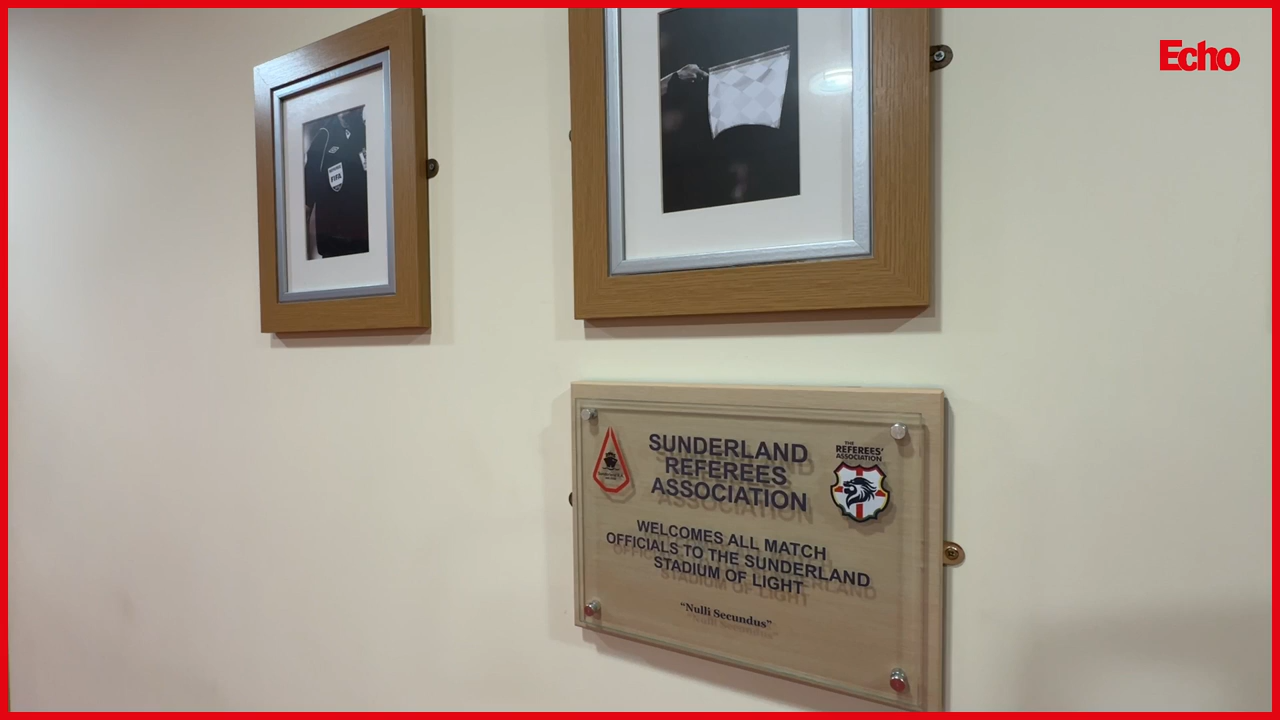 Echo
FIFA
SUNDERLAND
REFEREES
ASSOCIATION
THE
REFEREES'
ASSOCIATION
WELCOMES ALL MATCH
OFFICIALS TO THE SUNDERLAND
STADIUM OF LIGHT
“Nulli Secundus”